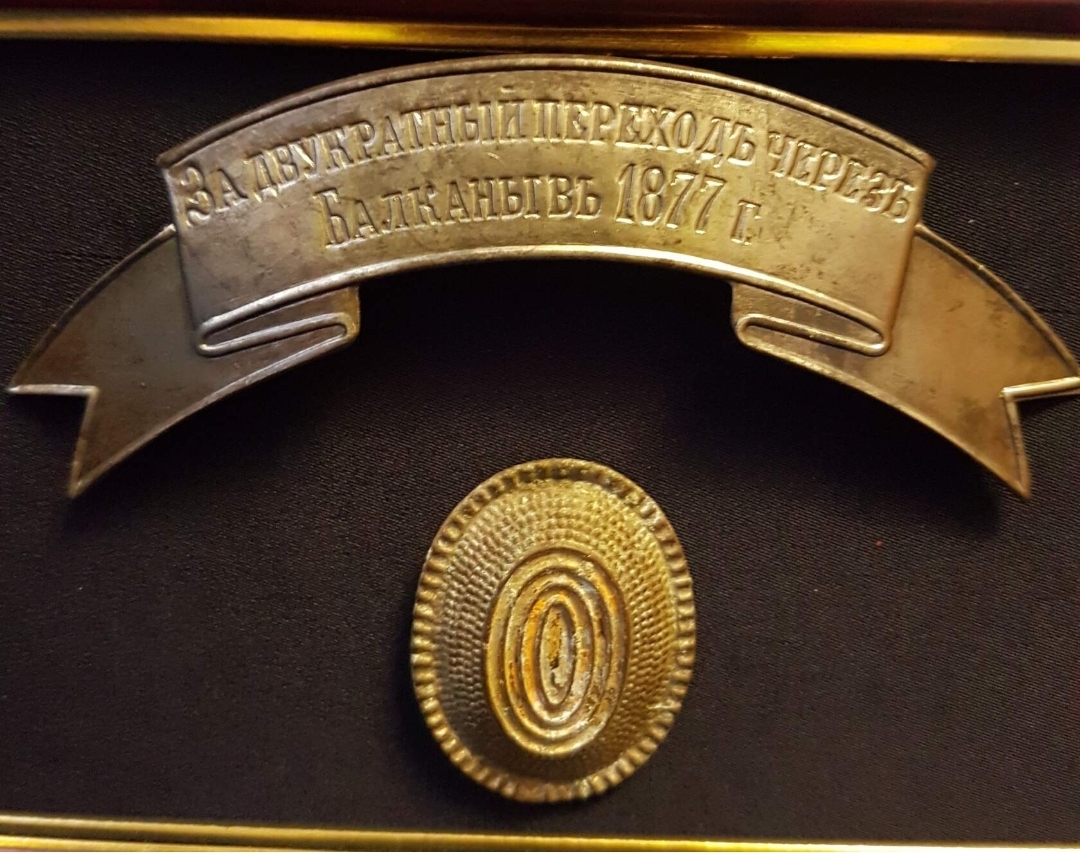 За двукратный переходъ черезъ
Балканы въ 1877 г.